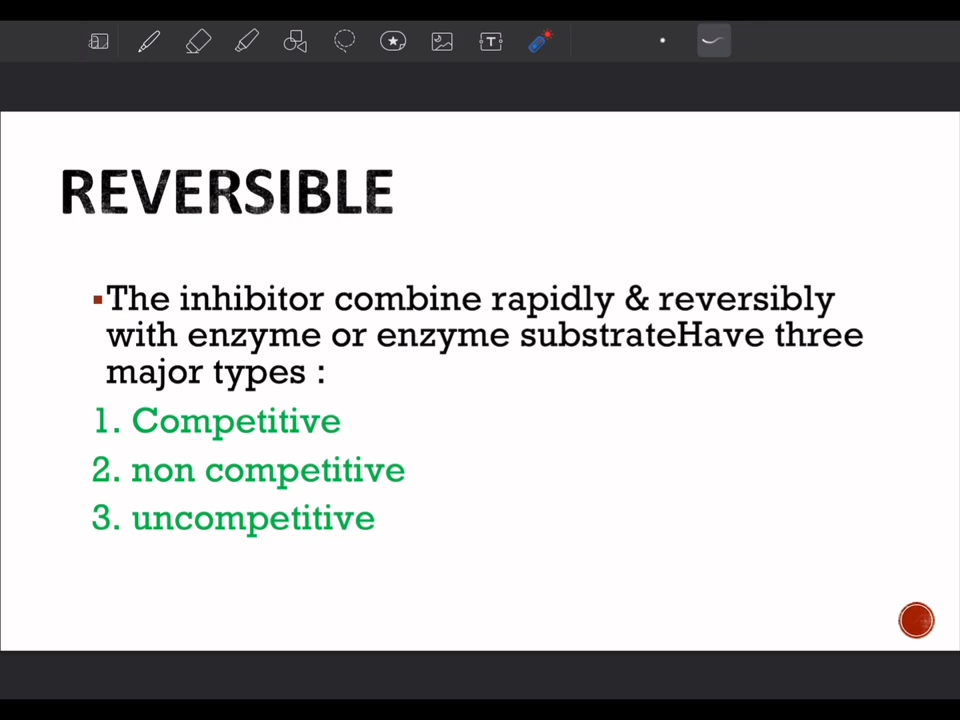 REVERSIBLE
▪The inhibitor combine rapidly & reversibly
with enzyme or enzyme substrateHave three
major types :
1. Competitive
2. non competitive
3. uncompetitive